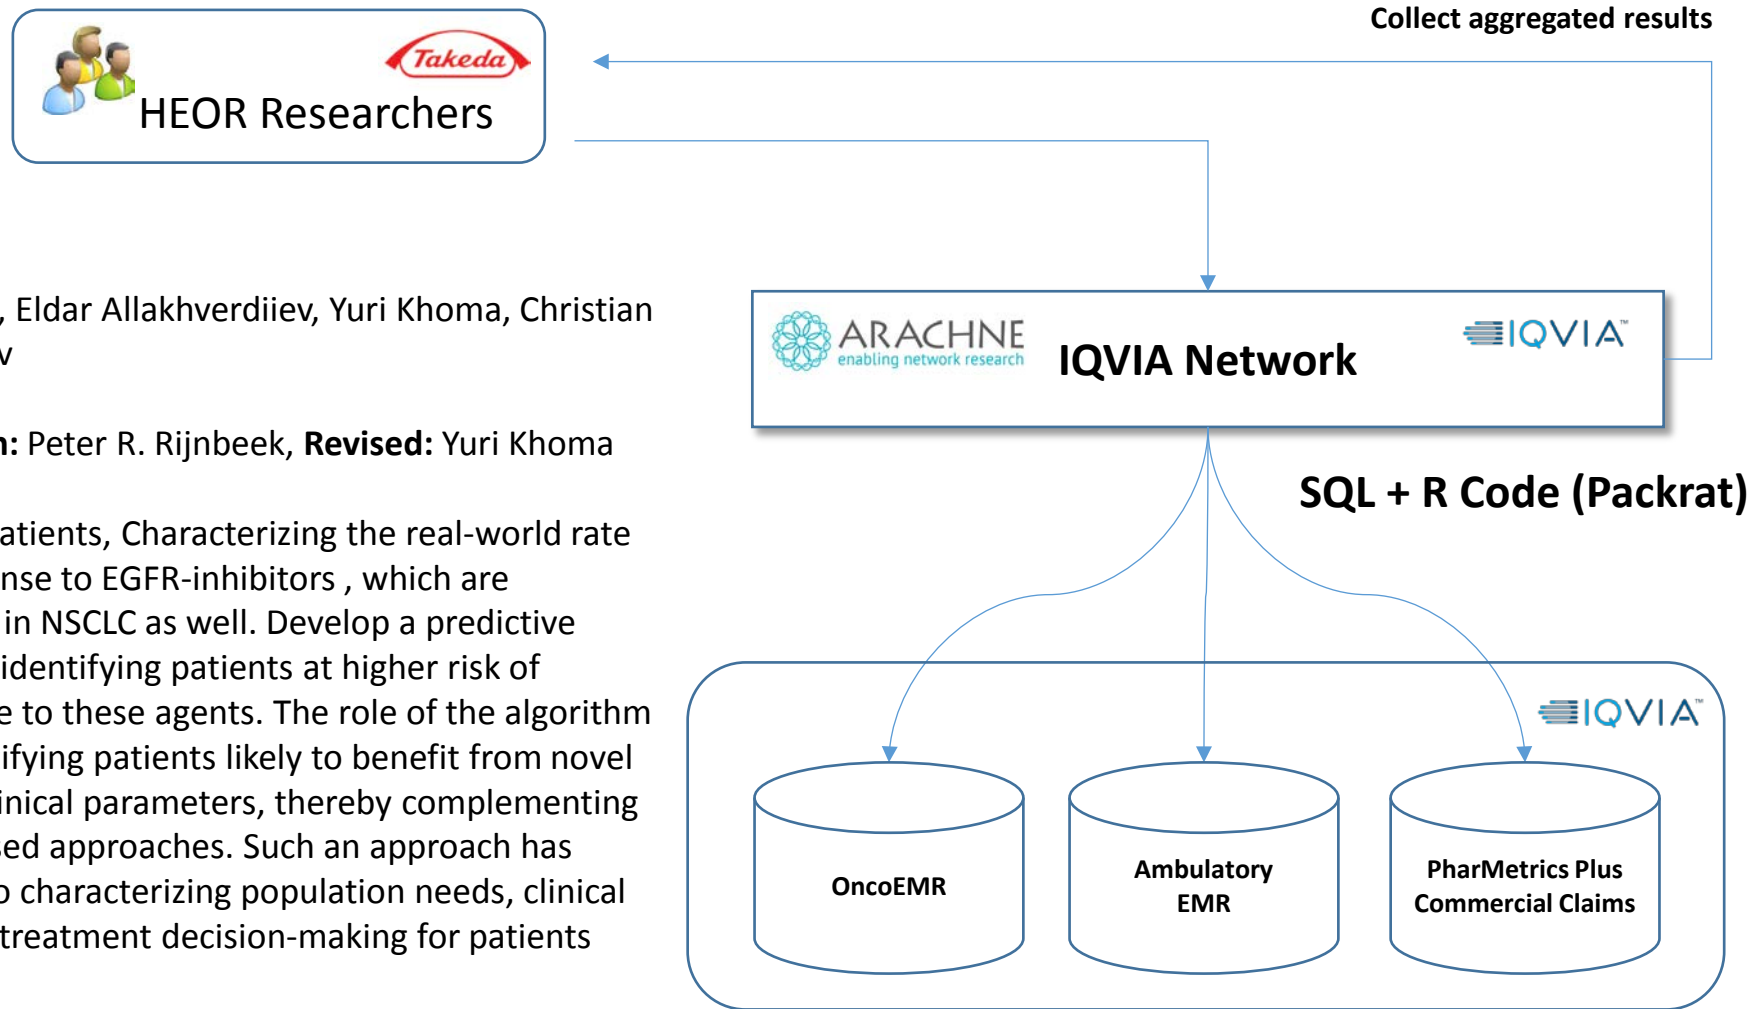 Collect aggregated results
Takeda
HEOR Researchers
, Eldar Allakhverdiiev, Yuri Khoma, Christian
v
n: Peter R. Rijnbeek, Revised: Yuri Khoma
atients, Characterizing the real-world rate
nse to EGFR-inhibitors , which are
in NSCLC as well. Develop a predictive
identifying patients at higher risk of
e to these agents. The role of the algorithm
ifying patients likely to benefit from novel
inical parameters, thereby complementing
sed approaches. Such an approach has
o characterizing population needs, clinical
treatment decision-making for patients
ARACHNE
enabling network research
IQVIA Network
IQVIA™
SQL + R Code (Packrat)
IQVIA™
OncoEMR
Ambulatory
EMR
PharMetrics Plus
Commercial Claims